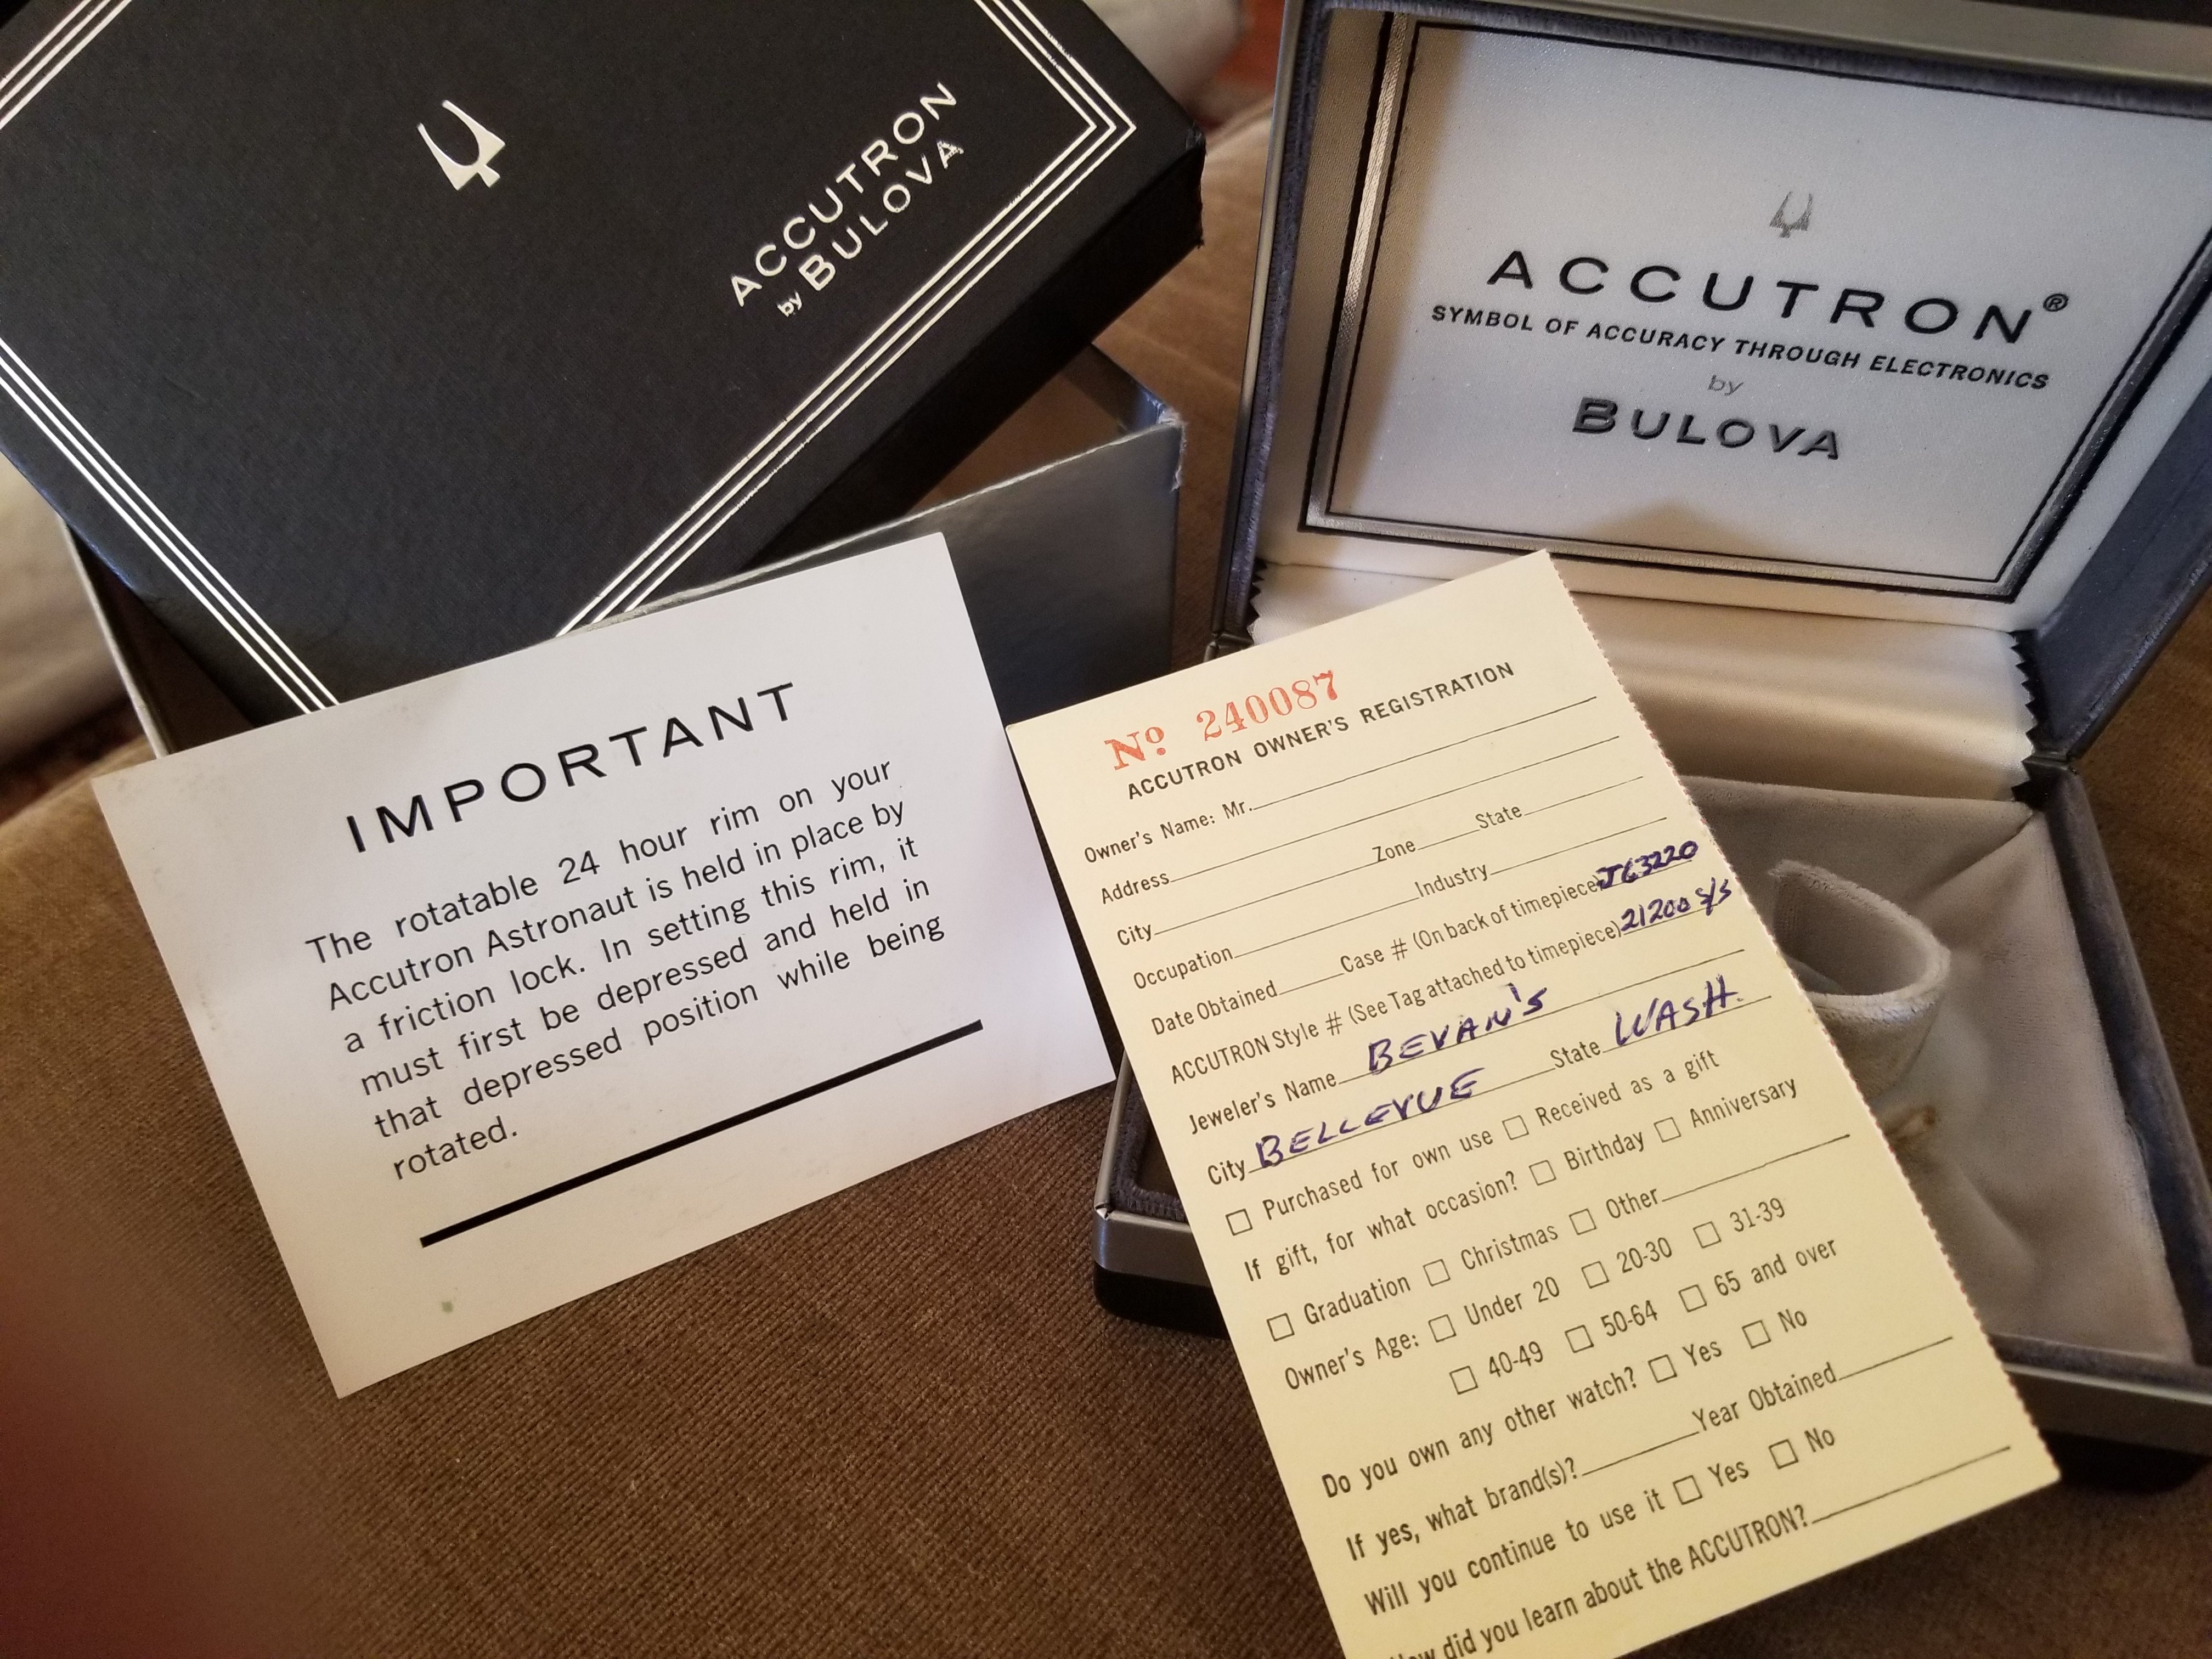 ACCUTRON
by BULOVA
ACCUTRON®
SYMBOL OF ACCURACY THROUGH ELECTRONICS
by
BULOVA
IMPORTANT
The rotatable 24 hour rim on your
Accutron Astronaut is held in place by
a friction lock. In setting this rim, it
must first be depressed and held in
that depressed position while being
rotated.
Nº 240087
ACCUTRON OWNER'S REGISTRATION
Owner's Name: Mr.
Address
City Zone State
Occupation Industry
Date Obtained Case # (On back of timepiece) J63220
ACCUTRON Style # (See Tag attached to timepiece) 21200 S/S
Jeweler's Name BEVAN'S
City BELLEVUE State WASH.
Purchased for own use Received as a gift
If gift, for what occasion? Birthday Anniversary
Graduation Christmas Other
Owner's Age: Under 20 20-30 31-39
40-49 50-64 65 and over
Do you own any other watch? Yes No
If yes, what brand(s)? Year Obtained
Will you continue to use it Yes No
How did you learn about the ACCUTRON?